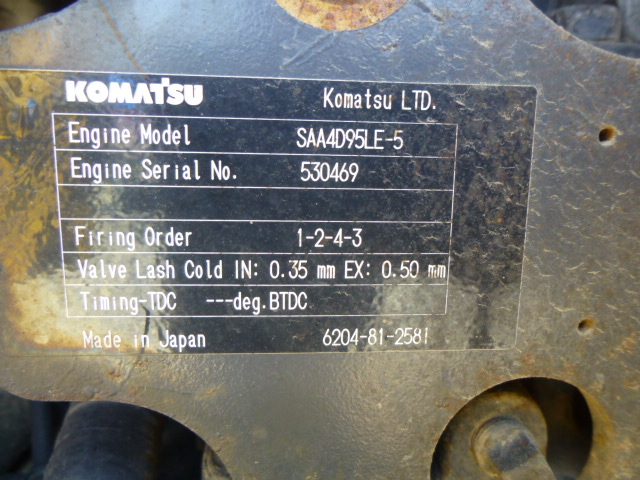 KOMATSU Komatsu LTD.
Engine Model SAA4D95LE-5
Engine Serial No. 530469
Firing Order 1-2-4-3
Valve Lash Cold IN: 0.35 mm EX: 0.50 mm
Timing-TDC ---deg.BTDC
Made in Japan 6204-81-2581